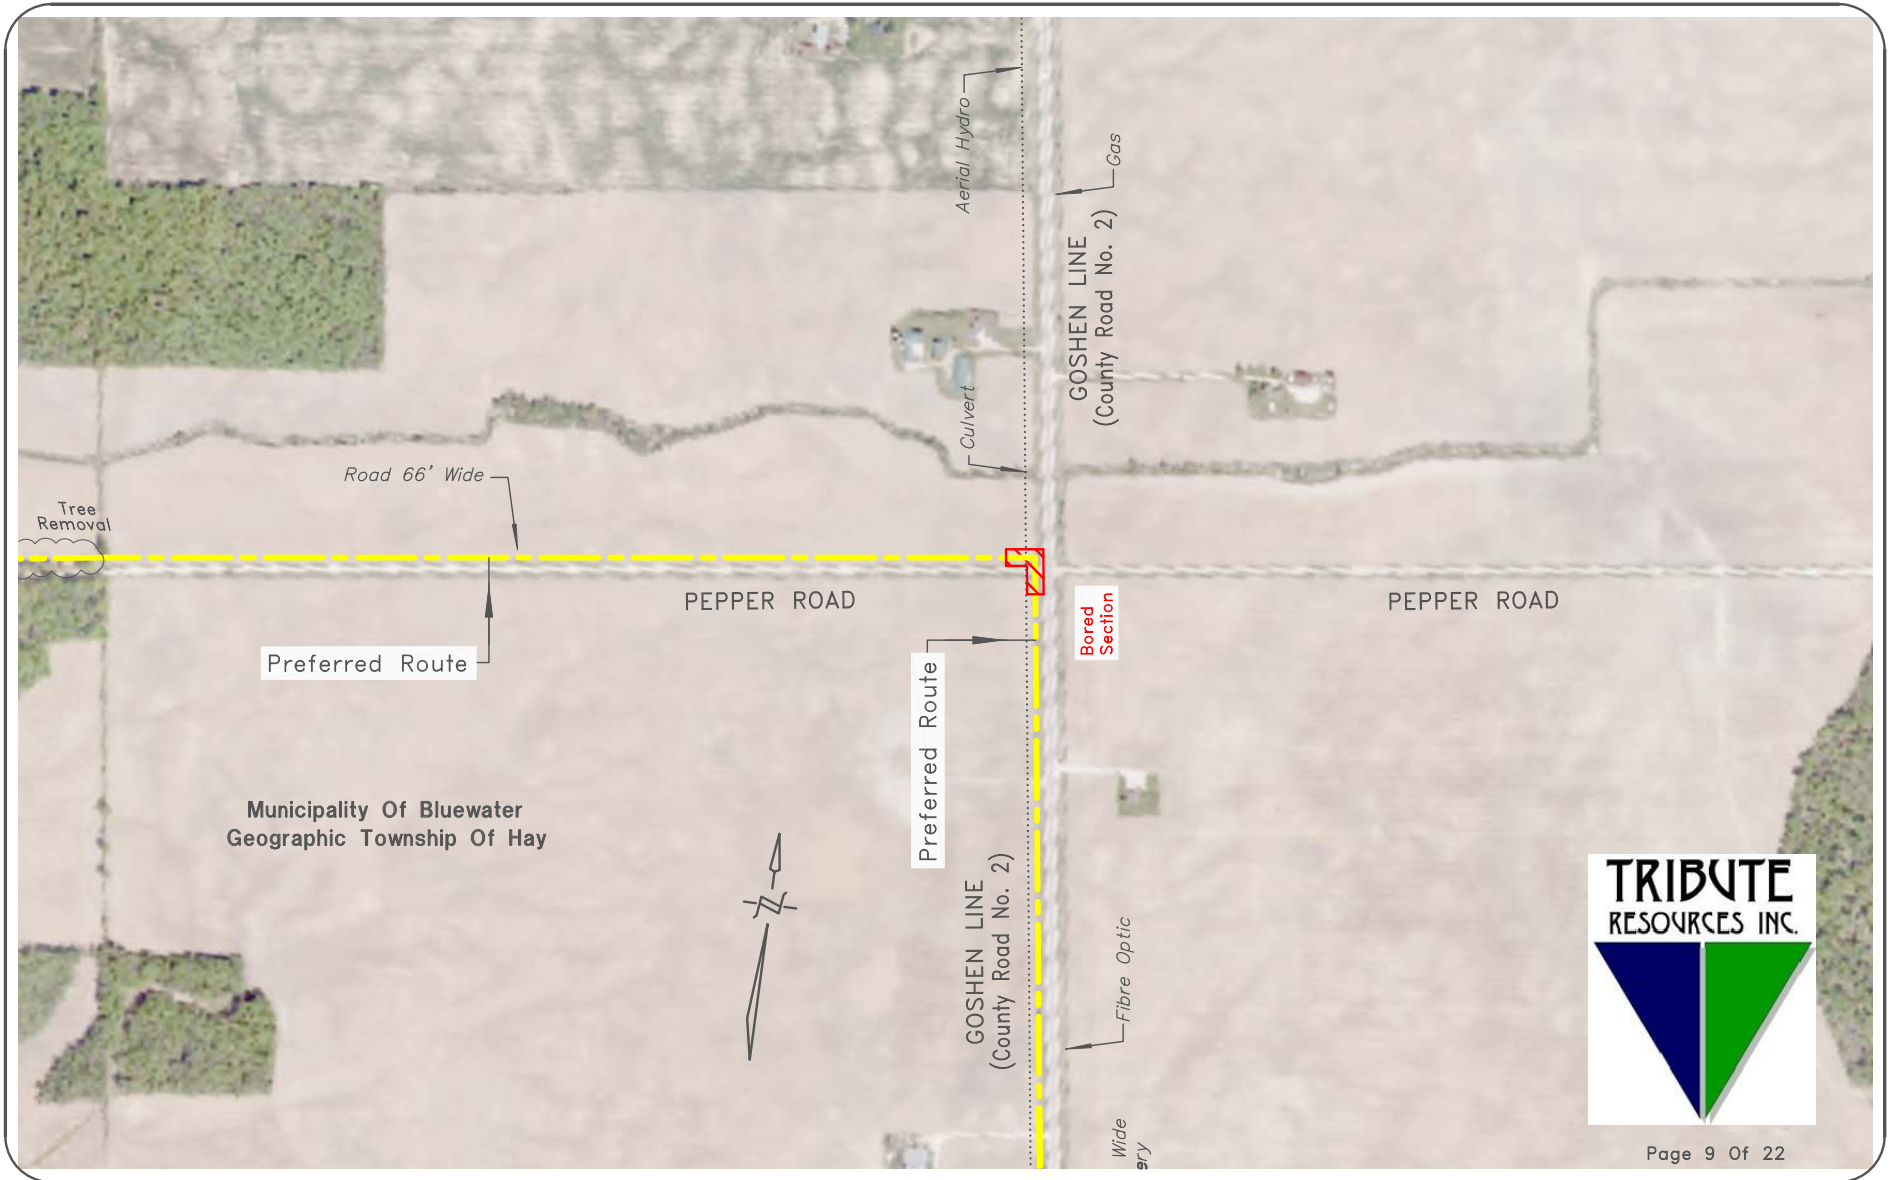 Aerial Hydro
Gas
GOSHEN LINE
(County Road No. 2)
Culvert
Road 66' Wide
Tree
Removal
PEPPER ROAD
PEPPER ROAD
Bored
Section
Preferred Route
Preferred Route
Municipality Of Bluewater
Geographic Township Of Hay
GOSHEN LINE
(County Road No. 2)
Fibre Optic
Wide
TRIBUTE
RESOURCES INC.
Page 9 Of 22